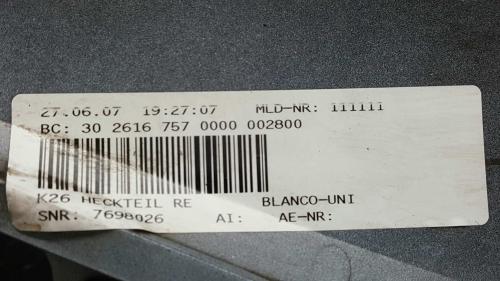 27.06.07 19:27:07 MLD-NR: 111111
BC: 30 2616 757 0000 002800
K26 HECKTEIL RE BLANCO-UNI
SNR: 7698026 AI: AE-NR: